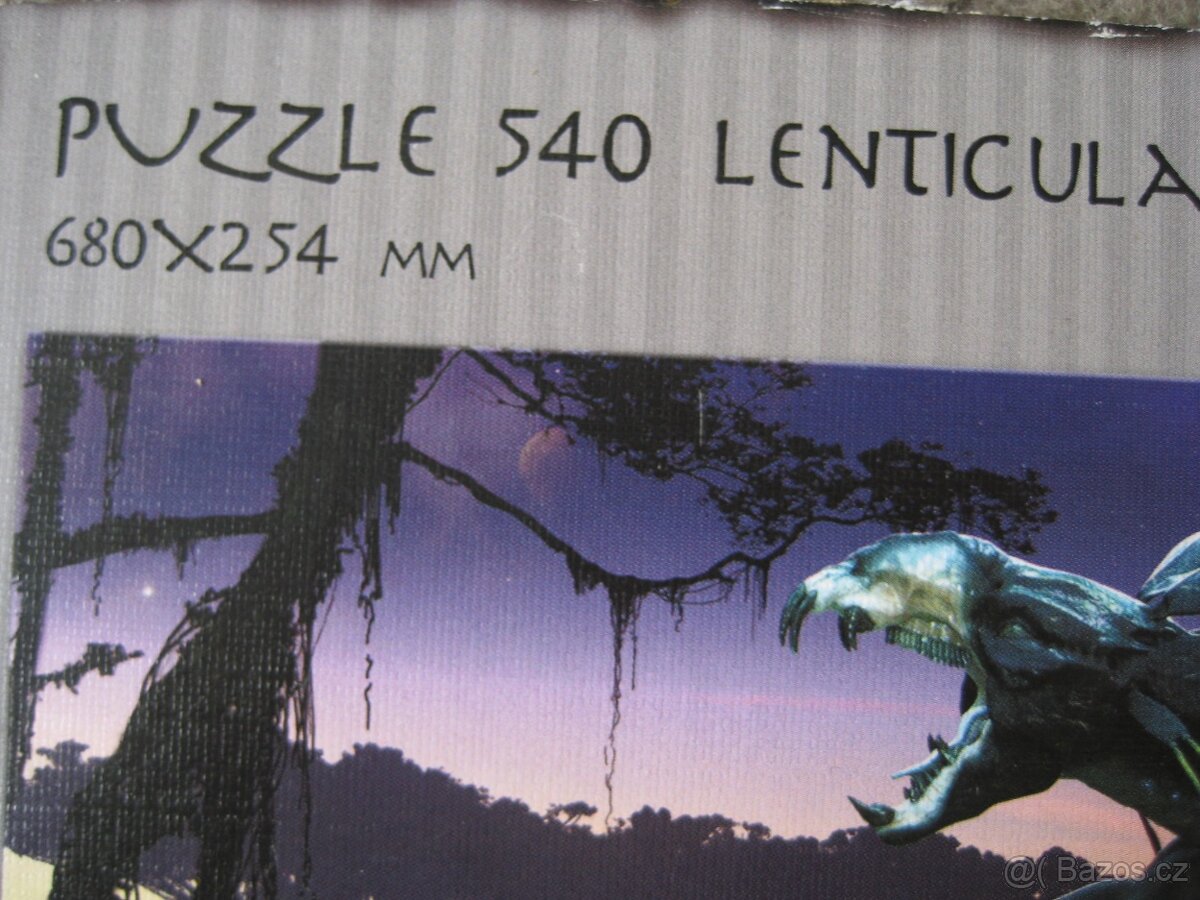 PUZZLE 540 LENTICULA
680X254 MM
@( Bazos.cz